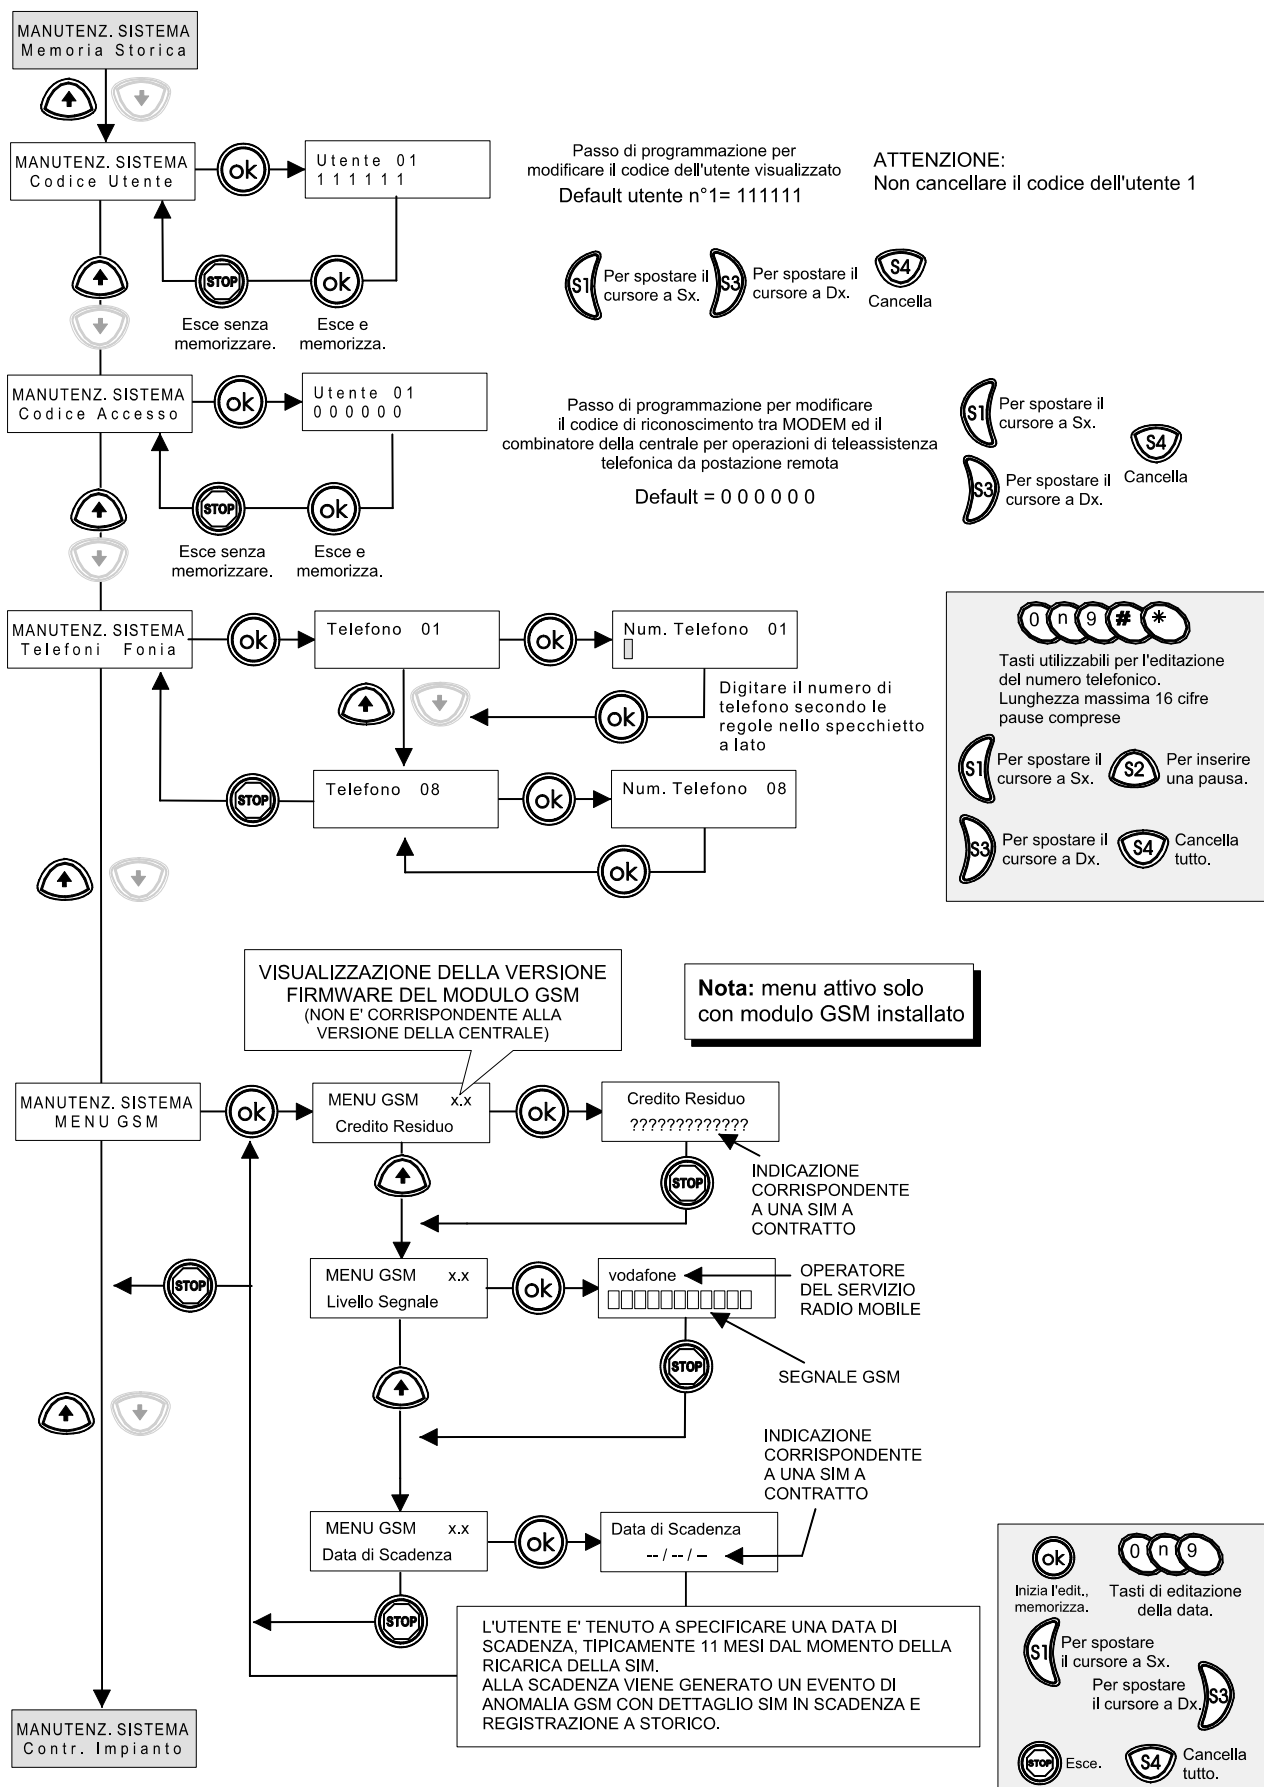 MANUTENZ. SISTEMA
Memoria Storica
MANUTENZ. SISTEMA
Codice Utente
ok
Utente 01
1 1 1 1 1 1
Passo di programmazione per
modificare il codice dell'utente visualizzato
Default utente n°1= 111111
ATTENZIONE:
Non cancellare il codice dell'utente 1
STOP
ok
Esce senza
memorizzare.
Esce e
memorizza.
S1
Per spostare il
cursore a Sx.
S3
Per spostare il
cursore a Dx.
S4
Cancella
MANUTENZ. SISTEMA
Codice Accesso
ok
Utente 01
0 0 0 0 0 0
Passo di programmazione per modificare
il codice di riconoscimento tra MODEM ed il
combinatore della centrale per operazioni di teleassistenza
telefonica da postazione remota
Default = 0 0 0 0 0 0
S1
Per spostare il
cursore a Sx.
S3
Per spostare il
cursore a Dx.
S4
Cancella
STOP
ok
Esce senza
memorizzare.
Esce e
memorizza.
MANUTENZ. SISTEMA
Telefoni Fonia
ok
Telefono 01
ok
Num. Telefono 01
ok
Digitare il numero di
telefono secondo le
regole nello specchietto
a lato
STOP
Telefono 08
ok
Num. Telefono 08
ok
0 n 9 # *
Tasti utilizzabili per l'editazione
del numero telefonico.
Lunghezza massima 16 cifre
pause comprese
S1
Per spostare il
cursore a Sx.
S2
Per inserire
una pausa.
S3
Per spostare il
cursore a Dx.
S4
Cancella
tutto.
VISUALIZZAZIONE DELLA VERSIONE
FIRMWARE DEL MODULO GSM
(NON E' CORRISPONDENTE ALLA
VERSIONE DELLA CENTRALE)
Nota: menu attivo solo
con modulo GSM installato
MANUTENZ. SISTEMA
MENU GSM
ok
MENU GSM x.x
Credito Residuo
ok
Credito Residuo
?????????????
STOP
INDICAZIONE
CORRISPONDENTE
A UNA SIM A
CONTRATTO
STOP
MENU GSM x.x
Livello Segnale
ok
vodafone
OPERATORE
DEL SERVIZIO
RADIO MOBILE
STOP
SEGNALE GSM
INDICAZIONE
CORRISPONDENTE
A UNA SIM A
CONTRATTO
MENU GSM x.x
Data di Scadenza
ok
Data di Scadenza
-- / -- / –
STOP
L'UTENTE E' TENUTO A SPECIFICARE UNA DATA DI
SCADENZA, TIPICAMENTE 11 MESI DAL MOMENTO DELLA
RICARICA DELLA SIM.
ALLA SCADENZA VIENE GENERATO UN EVENTO DI
ANOMALIA GSM CON DETTAGLIO SIM IN SCADENZA E
REGISTRAZIONE A STORICO.
MANUTENZ. SISTEMA
Contr. Impianto
ok
Inizia l'edit.,
memorizza.
0 n 9
Tasti di editazione
della data.
S1
Per spostare
il cursore a Sx.
Per spostare
il cursore a Dx.
S3
STOP
Esce.
S4
Cancella
tutto.